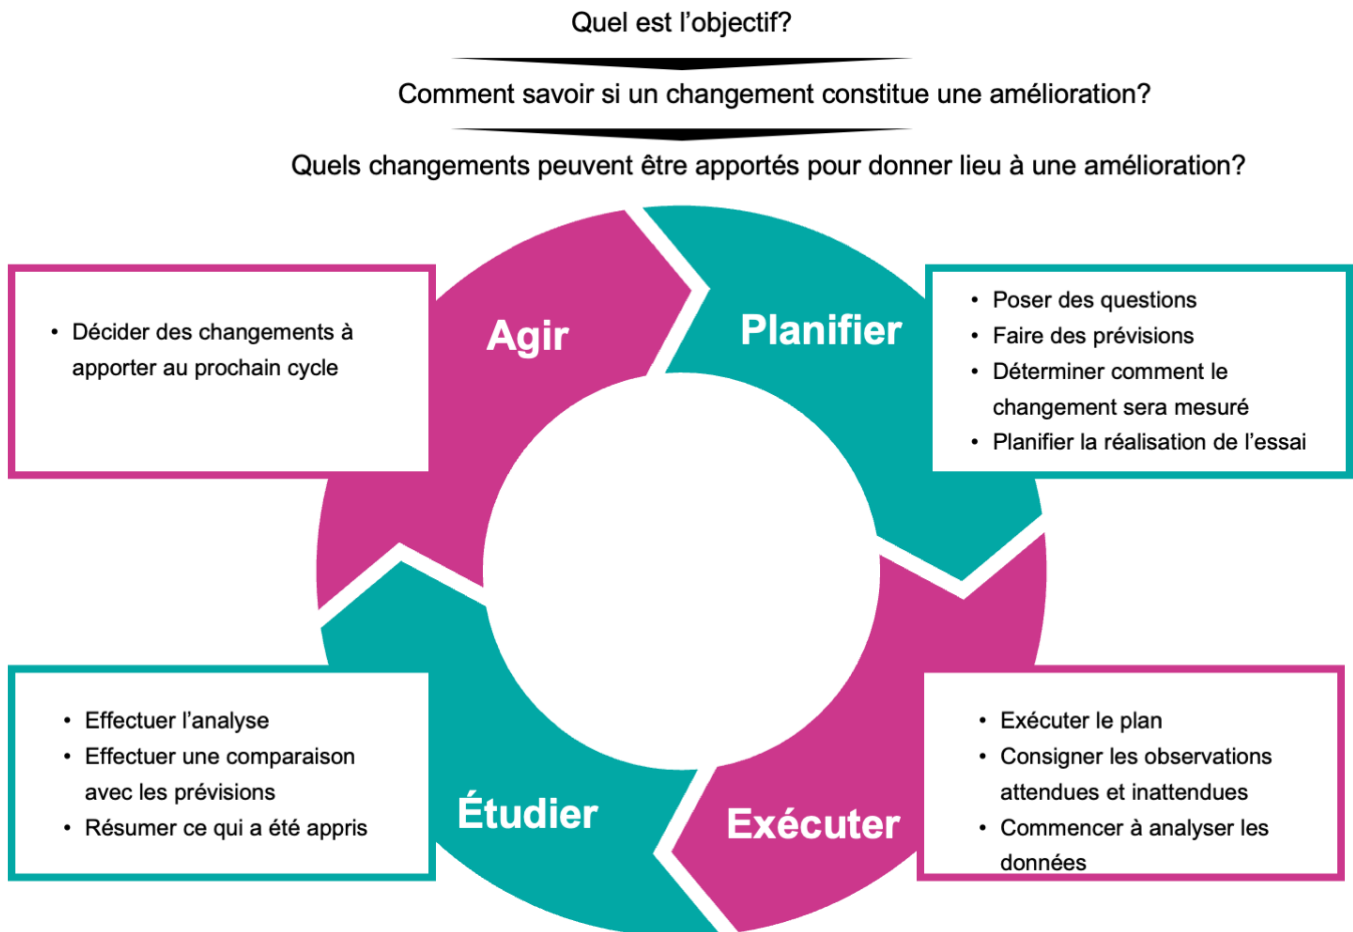 Quel est l’objectif?
Comment savoir si un changement constitue une amélioration?
Quels changements peuvent être apportés pour donner lieu à une amélioration?
Agir
• Décider des changements à
apporter au prochain cycle
Planifier
• Poser des questions
• Faire des prévisions
• Déterminer comment le
changement sera mesuré
• Planifier la réalisation de l’essai
Étudier
• Effectuer l’analyse
• Effectuer une comparaison
avec les prévisions
• Résumer ce qui a été appris
Exécuter
• Exécuter le plan
• Consigner les observations
attendues et inattendues
• Commencer à analyser les
données